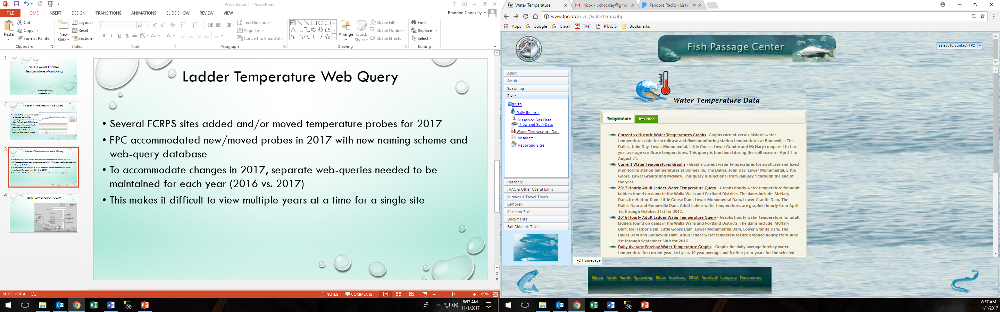 Presentation1 - PowerPoint
FILE HOME INSERT DESIGN TRANSITIONS ANIMATIONS SLIDE SHOW REVIEW VIEW
Brandon Chockley
Paste
Cut
Copy
Format Painter
Clipboard
New
Slide
Layout
Reset
Section
Slides
28
Font
Text Direction
Align Text
Convert to SmartArt
Paragraph
Arrange
Quick
Styles
Shape Fill
Shape Outline
Shape Effects
Drawing
Find
Replace
Select
Editing
1
2018 Adult Ladder
Temperature Monitoring
Fish Passage Center
November 8, 2017
2
Ladder Temperature Web Query
3
Ladder Temperature Web Query
4
2016 LOWER GRANITE DAM
Ladder Temperature Web Query
• Several FCRPS sites added and/or moved temperature probes for 2017
• FPC accommodated new/moved probes in 2017 with new naming scheme and
web-query database
• To accommodate changes in 2017, separate web-queries needed to be
maintained for each year (2016 vs. 2017)
• This makes it difficult to view multiple years at a time for a single site
SLIDE 3 OF 4
NOTES
COMMENTS
89%
8:57 AM
11/1/2017
Water Temperature
Inbox - bchockley@gma
Pandora Radio - Listen
www.fpc.org/river/watertemp.php
Apps Google Gmail TMT PTAGIS Bookmarks
Fish Passage Center
Select to contact FPC
Adult
Smolt
Spawning
River
RIVER
Daily Reports
Dissolved Gas Data
Flow and Spill Data
Water Temperature Data
Metadata
Reporting Sites
Hatchery
FPAC & Other Useful Links
Survival & Travel Times
Lamprey
Resident Fish
Documents
Fall Chinook Team
Water Temperature Data
Temperature
Ives Island
Current vs Historic Water Temperatures Graphs- Graphs current versus historic water
temperatures data for scrollcase and fixed monitoring station temperatures at Bonneville, The
Dalles, John Day, Lower Monumental, Little Goose, Lower Granite and McNary compared to ten-
year average scrollcase temperatures. This query is functional during the spill season - April 1 to
August 31.
Current Water Temperatures Graphs - Graphs current water temperatures for scrollcase and fixed
monitoring station temperatures at Bonneville, The Dalles, John Day, Lower Monumental, Little
Goose, Lower Granite and McNary. This query is functional from January 1 through the end of
the year.
2017 Hourly Adult Ladder Water Temperature Query - Graphs hourly water temperature for adult
ladders found on dams in the Walla Walla and Portland Districts. The dams include: McNary
Dam, Ice Harbor Dam, Little Goose Dam, Lower Monumental Dam, Lower Granite Dam, The
Dalles Dam and Bonneville Dam. Adult ladder water temperatures are graphed hourly from April
1st through October 31st for 2017.
2016 Hourly Adult Ladder Water Temperature Query - Graphs hourly water temperature for adult
ladders found on dams in the Walla Walla and Portland Districts. The dams include: McNary
Dam, Ice Harbor Dam, Little Goose Dam, Lower Monumental Dam, Lower Granite Dam, The
Dalles Dam and Bonneville Dam. Adult ladder water temperatures are graphed hourly from June
1st through September 30th for 2016.
Daily Average Forebay Water Temperature Graphs - Graphs the daily average forebay water
temperature for current year, last year, 10 year average and 8 other prior years for the selected
FPC Homepage
Home Adult Smolt Spawning River Hatchery FPAC Survival Lamprey Documents
8:57 AM
11/1/2017